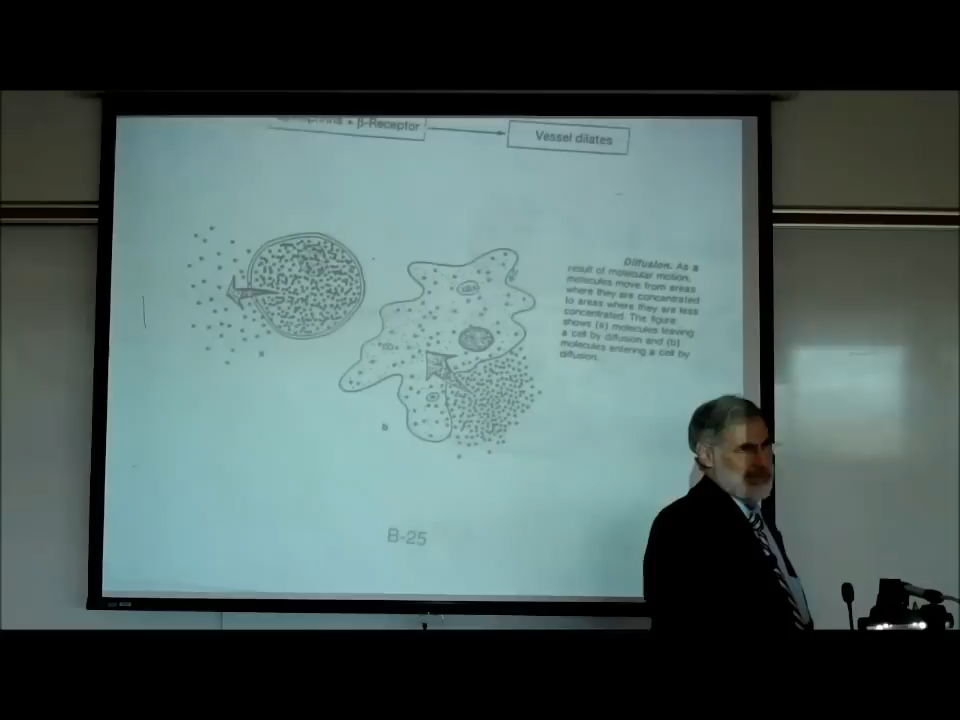 β-Receptor
Vessel dilates
Diffusion. As a
result of molecular motion,
molecules move from areas
where they are concentrated
to areas where they are less
concentrated. The figure
shows (a) molecules leaving
a cell by diffusion and (b)
molecules entering a cell by
diffusion.
a
b
B-25